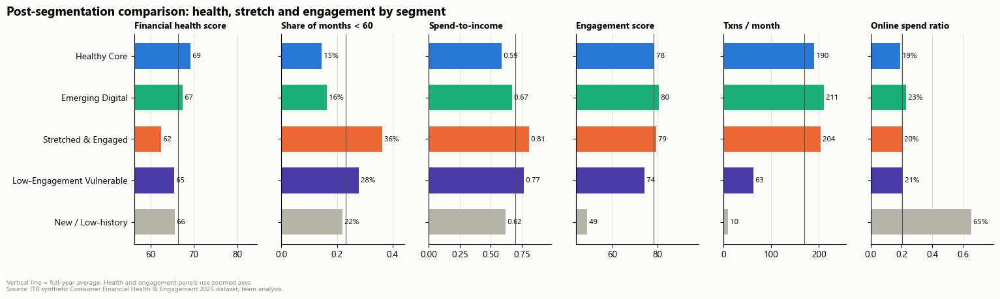 Post-segmentation comparison: health, stretch and engagement by segment
Financial health score
Share of months < 60
Spend-to-income
Engagement score
Txns / month
Online spend ratio
Healthy Core
69
15%
0.59
78
190
19%
Emerging Digital
67
16%
0.67
80
211
23%
Stretched & Engaged
62
36%
0.81
79
204
20%
Low-Engagement Vulnerable
65
28%
0.77
74
63
21%
New / Low-history
66
22%
0.62
49
10
65%
60 70 80
0.0 0.2 0.4
0.00 0.25 0.50 0.75
60 80
0 100 200
0.0 0.2 0.4 0.6
Vertical line = full-year average. Health and engagement panels use zoomed axes.
Source: ITB synthetic Consumer Financial Health & Engagement 2025 dataset; team analysis.